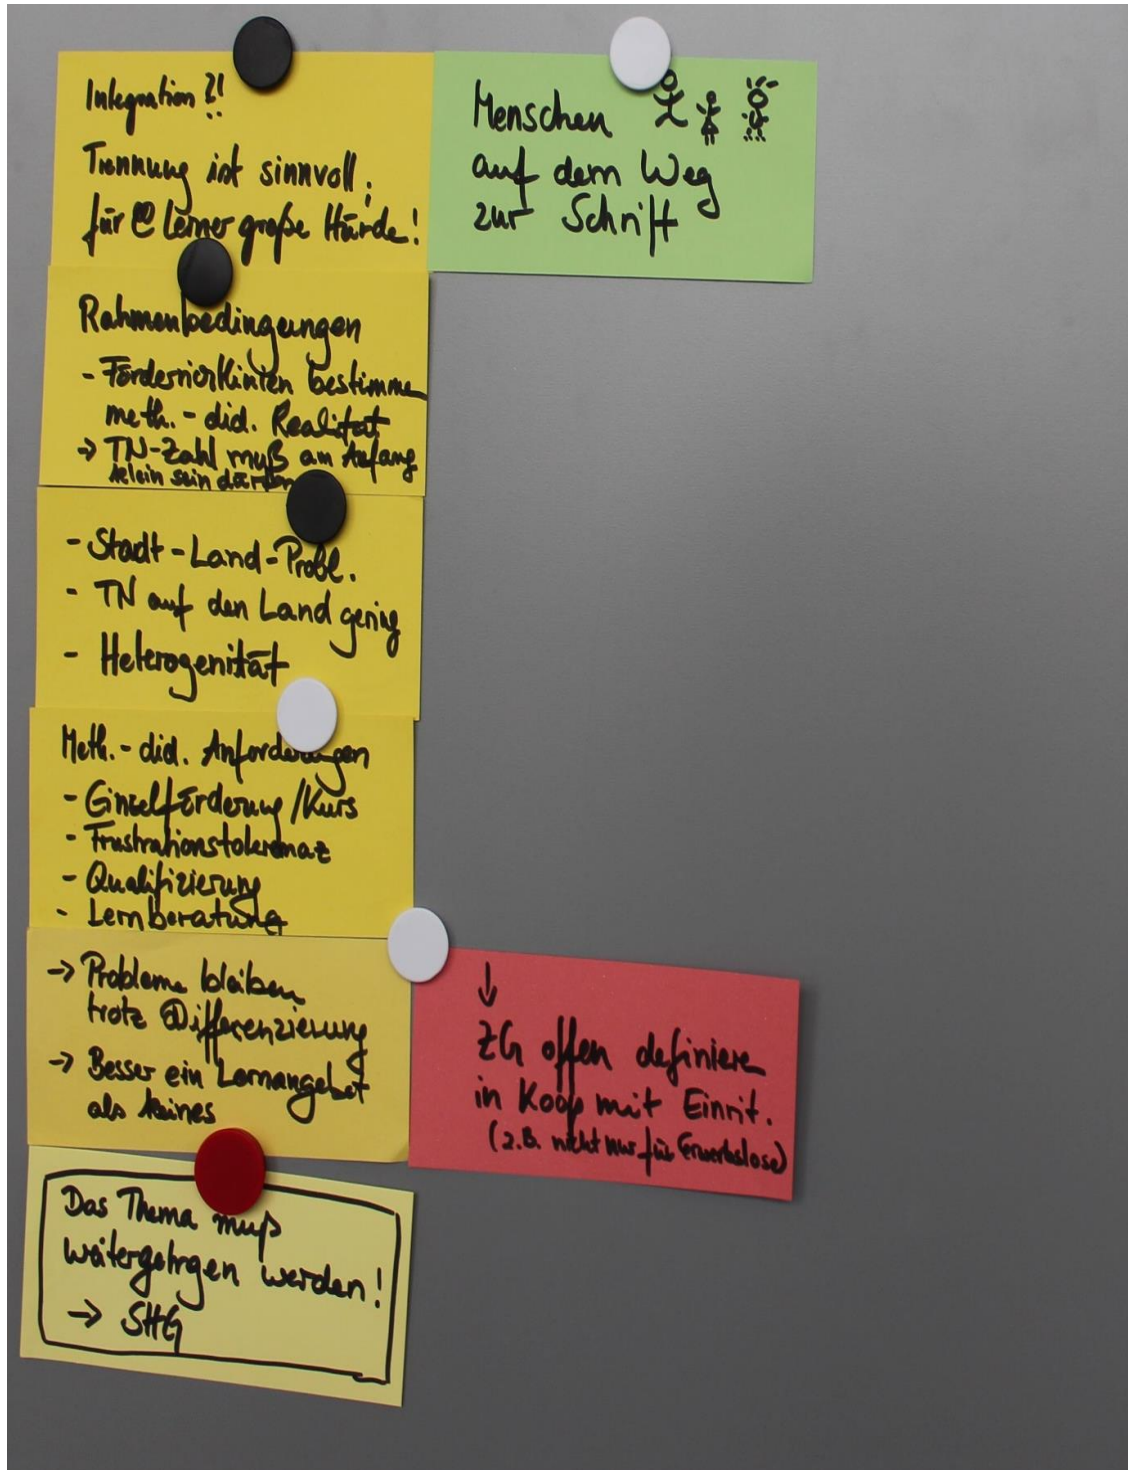 Integration ?!
Trennung ist sinnvoll,
für @ lerner große Hürde!
Menschen
auf dem Weg
zur Schrift
Rahmenbedingungen
- Förderrichtlinien bestimmen
meth. - did. Realität
→ TN-Zahl muß am Anfang
klein sein dürfen
- Stadt - Land - Probl.
- TN auf den Land gering
- Heterogenität
Meth. - did. Anforderungen
- Einzelförderung / Kurs
- Frustrationstoleranz
- Qualifizierung
- Lernberatung
→ Probleme bleiben
trotz Differenzierung
→ Besser ein Lernangebot
als keines
↓
ZG offen definieren
in Koop mit Einrit.
(z.B. nicht nur für Erwerbslose)
Das Thema muß
weitergetragen werden!
→ SHG